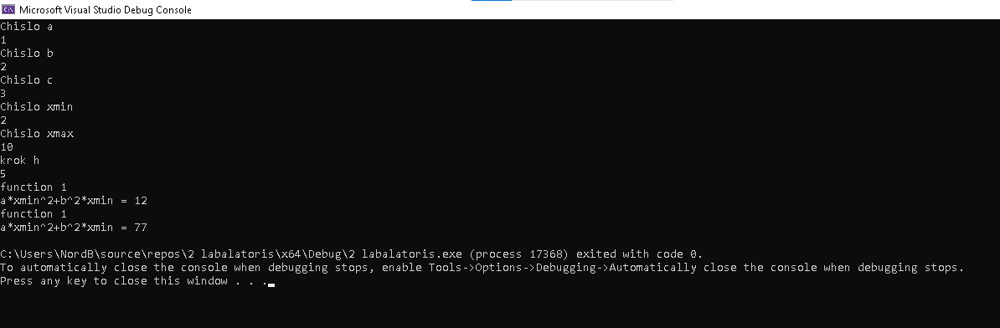 Microsoft Visual Studio Debug Console
Chislo a
1
Chislo b
2
Chislo c
3
Chislo xmin
2
Chislo xmax
10
krok h
5
function 1
a*xmin^2+b^2*xmin = 12
function 1
a*xmin^2+b^2*xmin = 77
C:\Users\NordB\source\repos\2 labalatoris\x64\Debug\2 labalatoris.exe (process 17368) exited with code 0.
To automatically close the console when debugging stops, enable Tools->Options->Debugging->Automatically close the console when debugging stops.
Press any key to close this window . . .